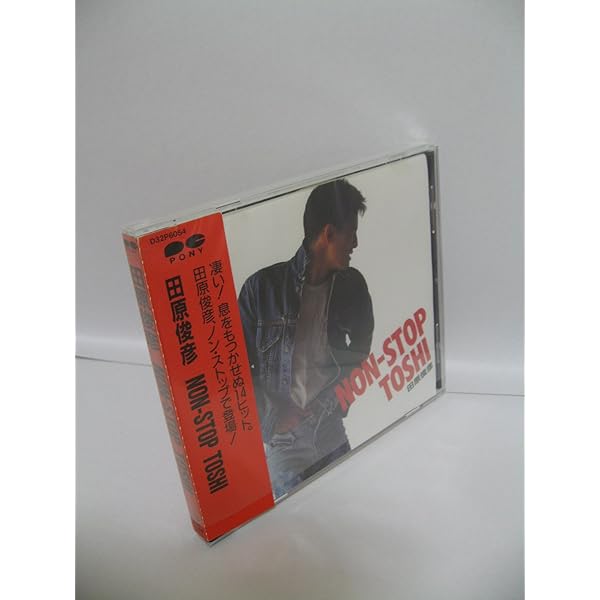 D32P6054
PONY
田原俊彦 NON-STOP TOSHI
凄い!息をもつかせぬ14ヒット。
田原俊彦、ノン・ストップで登場!
NON-STOP
TOSHI
田原俊彦